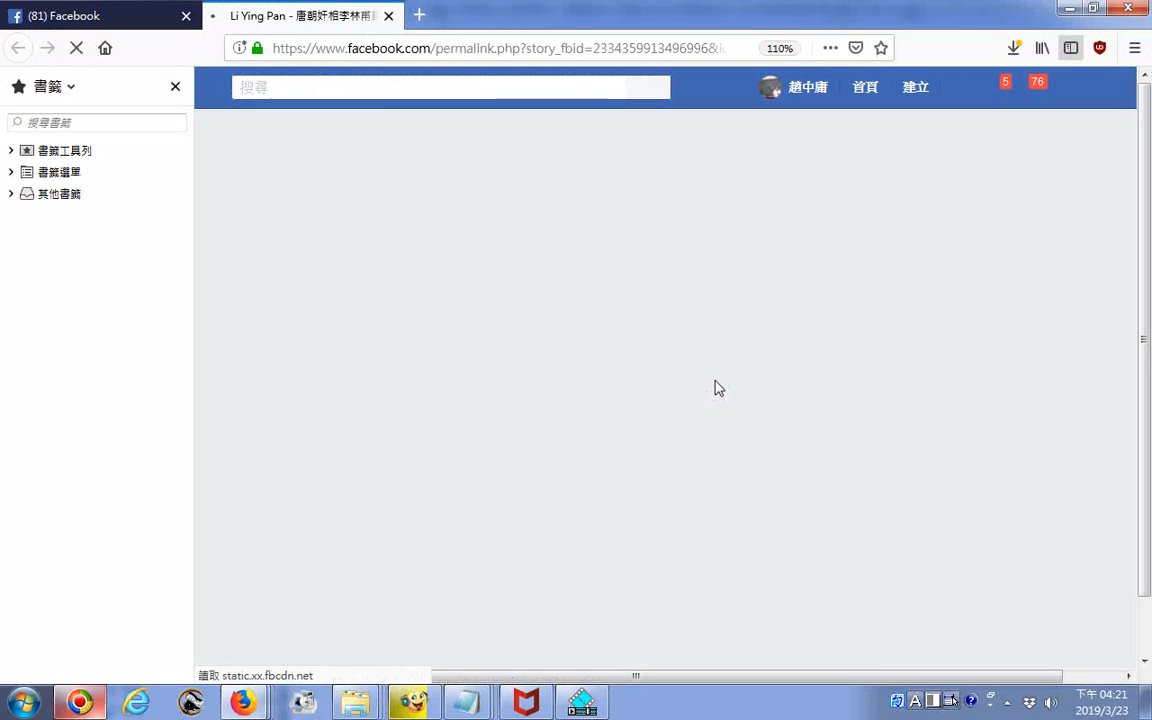 (81) Facebook
Li Ying Pan - 唐朝奸相李林甫
https://www.facebook.com/permalink.php?story_fbid=2334359913496996&
110%
書籤
搜尋
趙中庸
首頁
建立
5
76
搜尋書籤
書籤工具列
書籤選單
其他書籤
讀取 static.xx.fbcdn.net
下午 04:21
2019/3/23